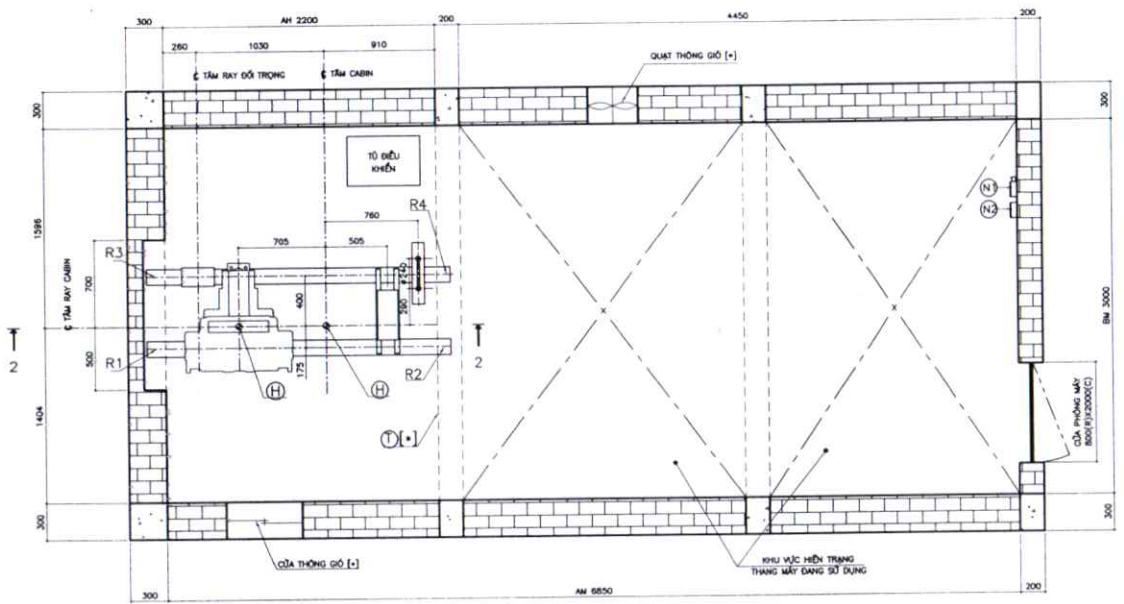 300
AH 2200
200
4450
200
260
1030
910
QUẠT THÔNG GIÓ [*]
℄ TÂM RAY ĐỐI TRỌNG
℄ TÂM CABIN
300
300
TỦ ĐIỀU
KHIỂN
N1
N2
1596
760
R4
705
505
R3
ø240
700
400
290
℄ TÂM RAY CABIN
BM 3000
2
2
R1
R2
500
175
H
H
1404
T [*]
CỬA PHÒNG MÁY
800(R)X2000(C)
300
300
CỬA THÔNG GIÓ [*]
KHU VỰC HIỆN TRẠNG
THANG MÁY ĐANG SỬ DỤNG
300
AM 6850
200